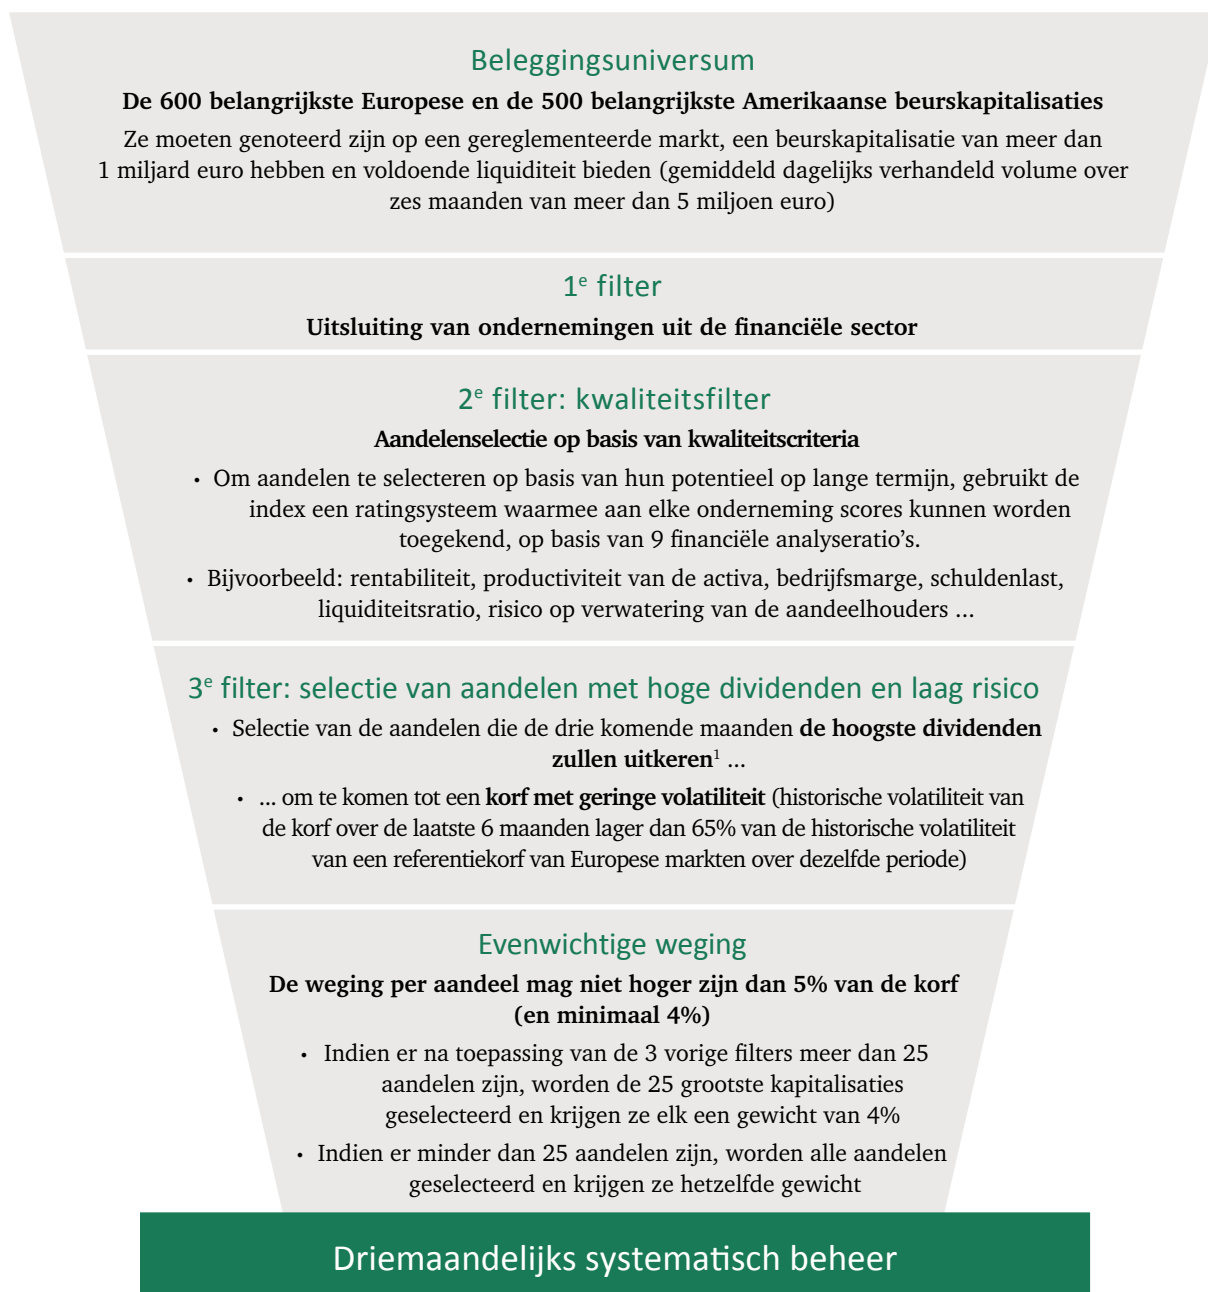 Beleggingsuniversum
De 600 belangrijkste Europese en de 500 belangrijkste Amerikaanse beurskapitalisaties
Ze moeten genoteerd zijn op een gereglementeerde markt, een beurskapitalisatie van meer dan
1 miljard euro hebben en voldoende liquiditeit bieden (gemiddeld dagelijks verhandeld volume over
zes maanden van meer dan 5 miljoen euro)
1e filter
Uitsluiting van ondernemingen uit de financiële sector
2e filter: kwaliteitsfilter
Aandelenselectie op basis van kwaliteitscriteria
• Om aandelen te selecteren op basis van hun potentieel op lange termijn, gebruikt de
index een ratingsysteem waarmee aan elke onderneming scores kunnen worden
toegekend, op basis van 9 financiële analyseratio’s.
• Bijvoorbeeld: rentabiliteit, productiviteit van de activa, bedrijfsmarge, schuldenlast,
liquiditeitsratio, risico op verwatering van de aandeelhouders ...
3e filter: selectie van aandelen met hoge dividenden en laag risico
• Selectie van de aandelen die de drie komende maanden de hoogste dividenden
zullen uitkeren1 ...
• ... om te komen tot een korf met geringe volatiliteit (historische volatiliteit van
de korf over de laatste 6 maanden lager dan 65% van de historische volatiliteit
van een referentiekorf van Europese markten over dezelfde periode)
Evenwichtige weging
De weging per aandeel mag niet hoger zijn dan 5% van de korf
(en minimaal 4%)
• Indien er na toepassing van de 3 vorige filters meer dan 25
aandelen zijn, worden de 25 grootste kapitalisaties
geselecteerd en krijgen ze elk een gewicht van 4%
• Indien er minder dan 25 aandelen zijn, worden alle aandelen
geselecteerd en krijgen ze hetzelfde gewicht
Driemaandelijks systematisch beheer